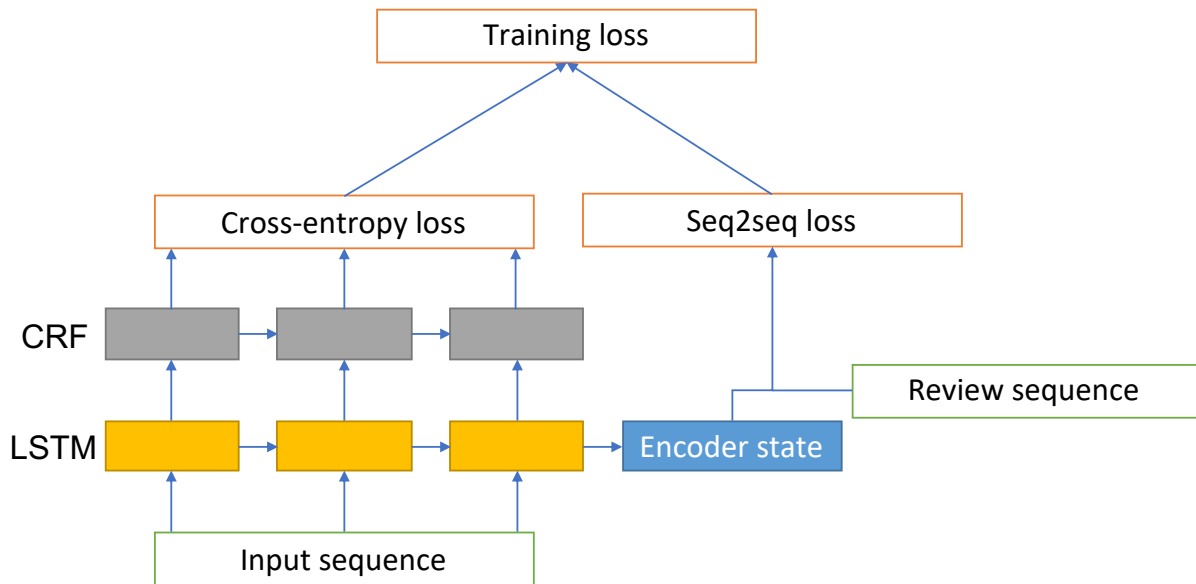 Training loss
Cross-entropy loss
Seq2seq loss
CRF
Review sequence
LSTM
Encoder state
Input sequence